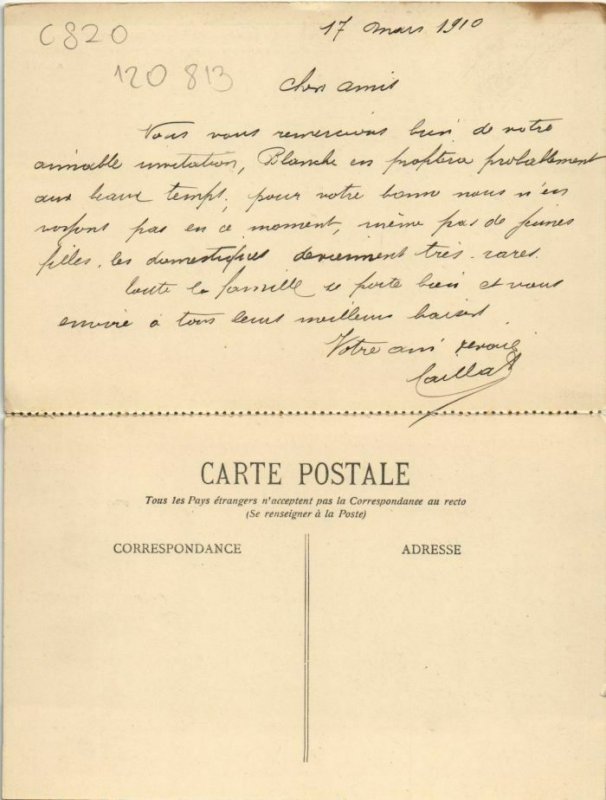 C820
120 813
17 mars 1910
Chers amis
Nous vous remercions bien de votre
aimable invitation, Blanche en profitera probablement
aux beaux temps, pour votre bonne nous n'en
voyons pas en ce moment, même pas de jeunes
filles. les domestiques deviennent très rares.
Toute la famille se porte bien et vous
envoie à tous leurs meilleurs baisers.
Votre ami
Caillat
CARTE POSTALE
Tous les Pays étrangers n'acceptent pas la Correspondance au recto
(Se renseigner à la Poste)
CORRESPONDANCE
ADRESSE